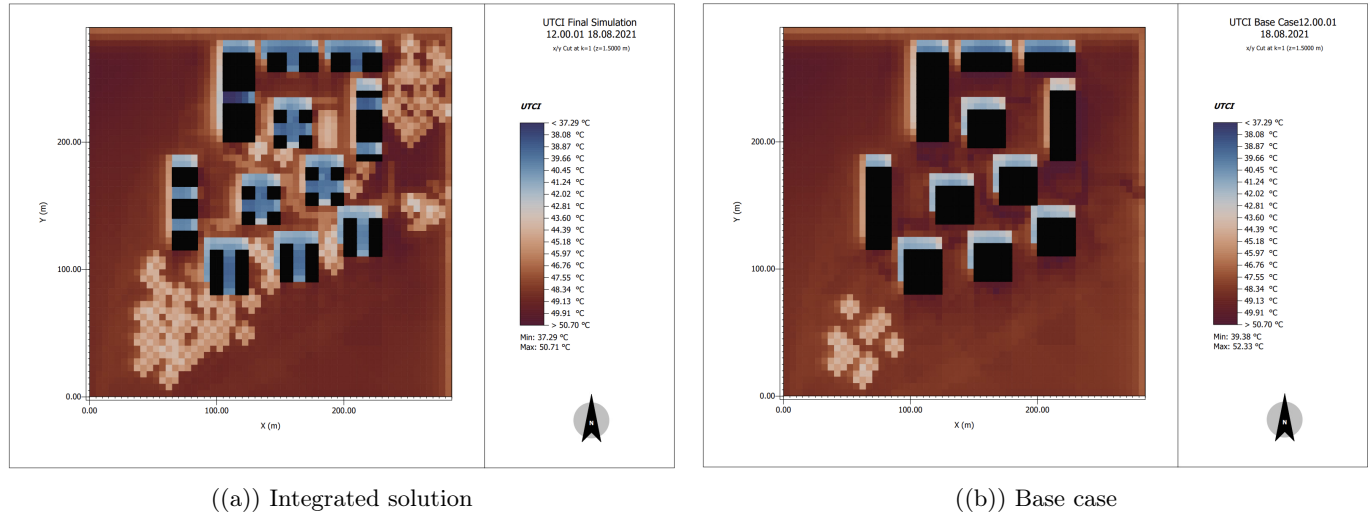 UTCI Final Simulation
12.00.01 18.08.2021
x/y Cut at k=1 (z=1.5000 m)
UTCI
< 37.29 °C
38.08 °C
38.87 °C
39.66 °C
40.45 °C
41.24 °C
42.02 °C
42.81 °C
43.60 °C
44.39 °C
45.18 °C
45.97 °C
46.76 °C
47.55 °C
48.34 °C
49.13 °C
49.91 °C
> 50.70 °C
Min: 37.29 °C
Max: 50.71 °C
N
200.00
100.00
0.00
Y (m)
0.00 100.00 200.00
X (m)
((a)) Integrated solution
UTCI Base Case12.00.01
18.08.2021
x/y Cut at k=1 (z=1.5000 m)
UTCI
< 37.29 °C
38.08 °C
38.87 °C
39.66 °C
40.45 °C
41.24 °C
42.02 °C
42.81 °C
43.60 °C
44.39 °C
45.18 °C
45.97 °C
46.76 °C
47.55 °C
48.34 °C
49.13 °C
49.91 °C
> 50.70 °C
Min: 39.38 °C
Max: 52.33 °C
N
200.00
100.00
0.00
Y (m)
0.00 100.00 200.00
X (m)
((b)) Base case